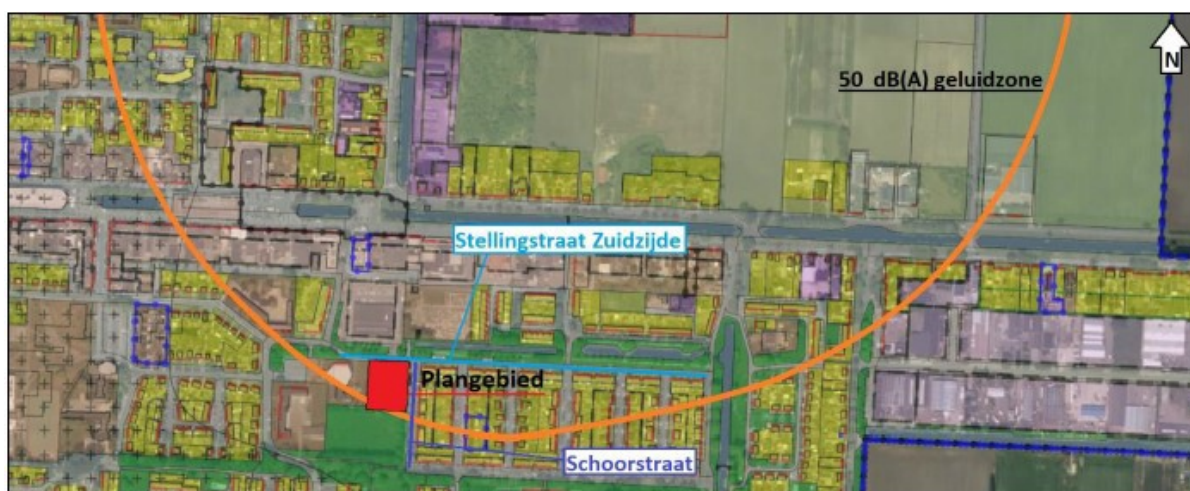 50 dB(A) geluidzone
N
Stellingstraat Zuidzijde
Plangebied
Schoorstraat